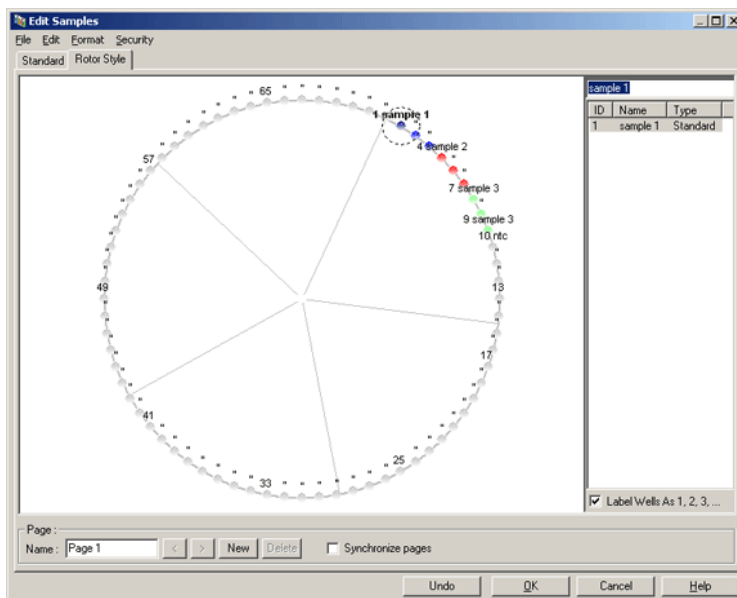 Edit Samples
File Edit Format Security
Standard Rotor Style
sample 1
ID Name Type
1 sample 1 Standard
65
1 sample 1
4 sample 2
57
7 sample 3
9 sample 3
10 ntc
49
13
17
41
25
33
Label Wells As 1, 2, 3, ...
Page :
Name : Page 1 < > New Delete Synchronize pages
Undo OK Cancel Help